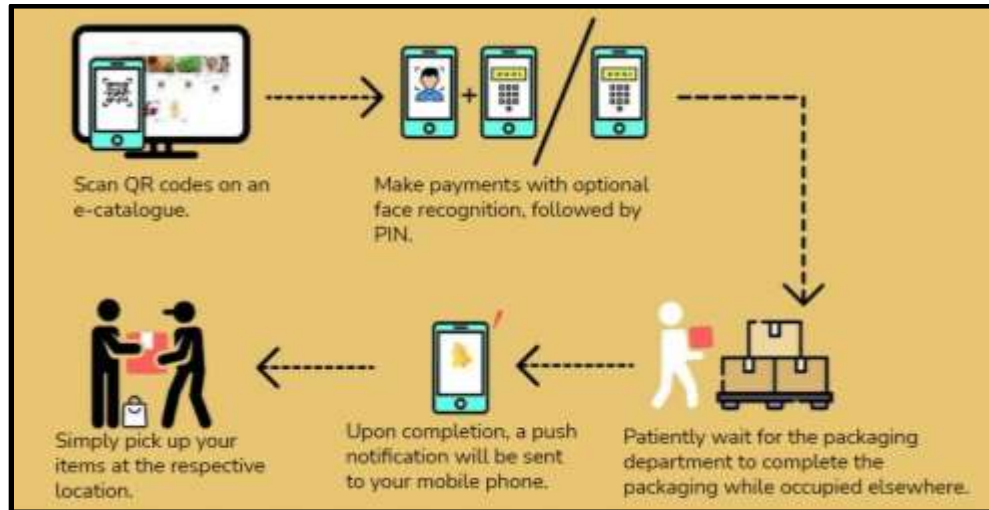 Scan QR codes on an
e-catalogue.
Make payments with optional
face recognition, followed by
PIN.
Patiently wait for the packaging
department to complete the
packaging while occupied elsewhere.
Upon completion, a push
notification will be sent
to your mobile phone.
Simply pick up your
items at the respective
location.